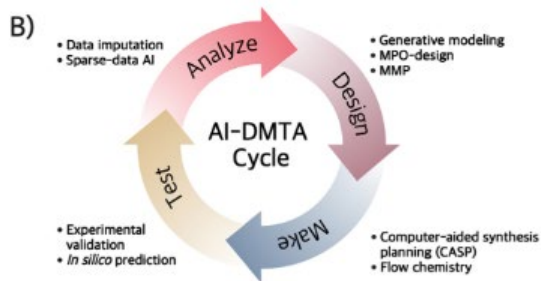 B)
• Data imputation
• Sparse-data AI
Analyze
• Generative modeling
• MPO-design
• MMP
Design
AI-DMTA
Cycle
Test
Make
• Experimental
validation
• In silico prediction
• Computer-aided synthesis
planning (CASP)
• Flow chemistry